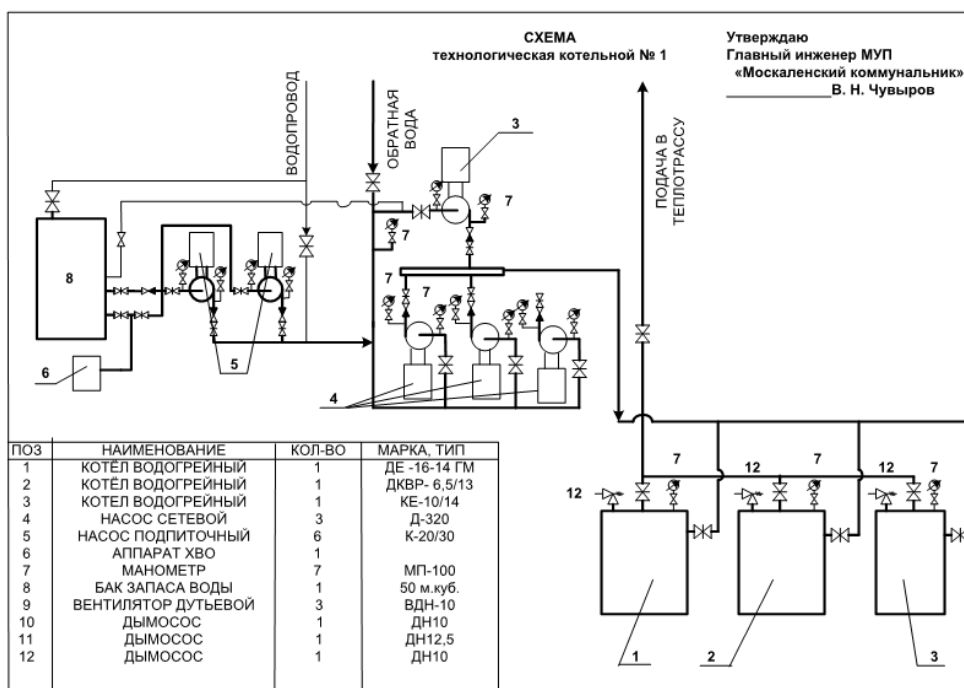 СХЕМА
технологическая котельной № 1
Утверждаю
Главный инженер МУП
«Москаленский коммунальник»
____________В. Н. Чувыров
ВОДОПРОВОД
ОБРАТНАЯ
ВОДА
ПОДАЧА В
ТЕПЛОТРАССУ
3
7
7
7
7
8
5
6
4
7
7
7
12
12
12
1
2
3
ПОЗ НАИМЕНОВАНИЕ КОЛ-ВО МАРКА, ТИП
1 КОТЁЛ ВОДОГРЕЙНЫЙ 1 ДЕ -16-14 ГМ
2 КОТЁЛ ВОДОГРЕЙНЫЙ 1 ДКВР- 6,5/13
3 КОТЕЛ ВОДОГРЕЙНЫЙ 1 КЕ-10/14
4 НАСОС СЕТЕВОЙ 3 Д-320
5 НАСОС ПОДПИТОЧНЫЙ 6 К-20/30
6 АППАРАТ ХВО 1
7 МАНОМЕТР 7 МП-100
8 БАК ЗАПАСА ВОДЫ 1 50 м.куб.
9 ВЕНТИЛЯТОР ДУТЬЕВОЙ 3 ВДН-10
10 ДЫМОСОС 1 ДН10
11 ДЫМОСОС 1 ДН12,5
12 ДЫМОСОС 1 ДН10